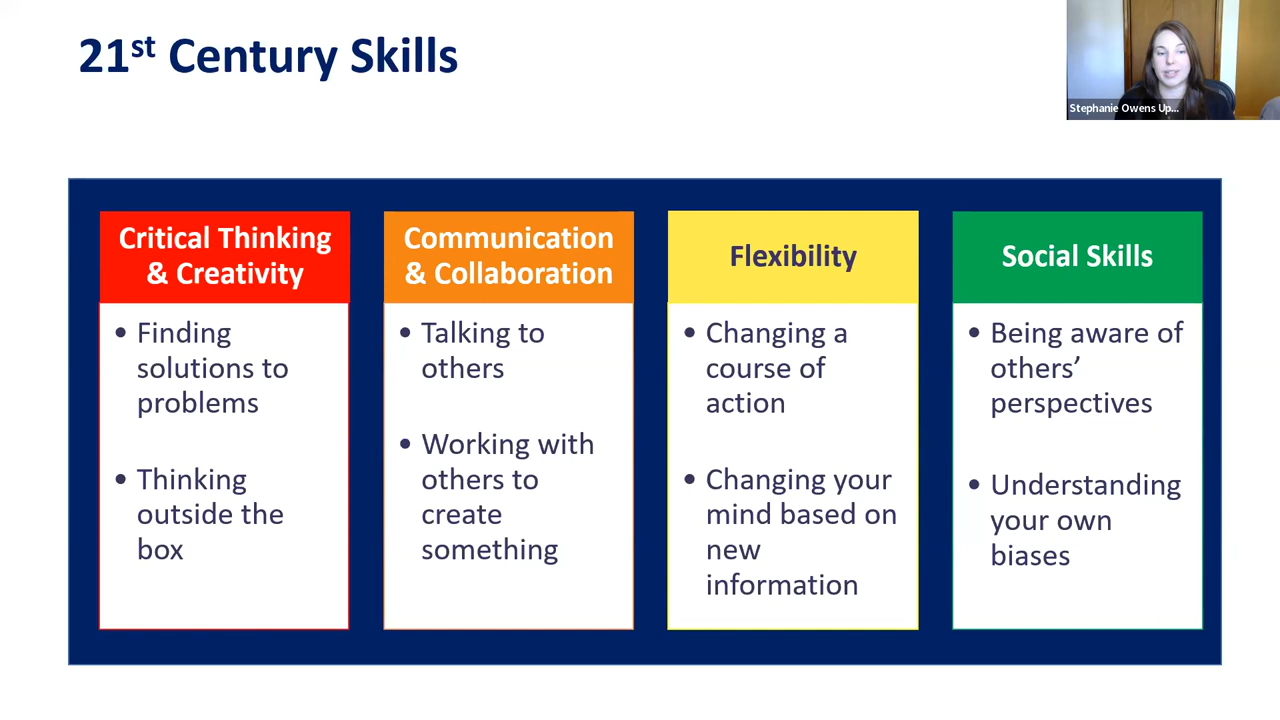 21st Century Skills
Stephanie Owens Up...
Critical Thinking
& Creativity
• Finding
solutions to
problems
• Thinking
outside the
box
Communication
& Collaboration
• Talking to
others
• Working with
others to
create
something
Flexibility
• Changing a
course of
action
• Changing your
mind based on
new
information
Social Skills
• Being aware of
others’
perspectives
• Understanding
your own
biases